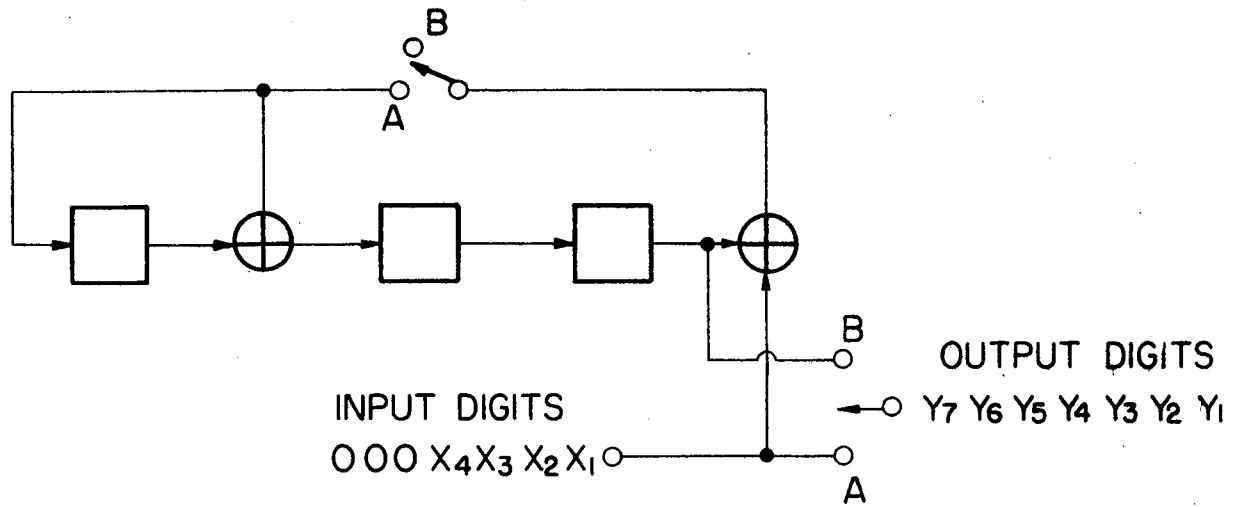 B
A
B
OUTPUT DIGITS
INPUT DIGITS
Y7 Y6 Y5 Y4 Y3 Y2 Y1
0 0 0 X4 X3 X2 X1
A